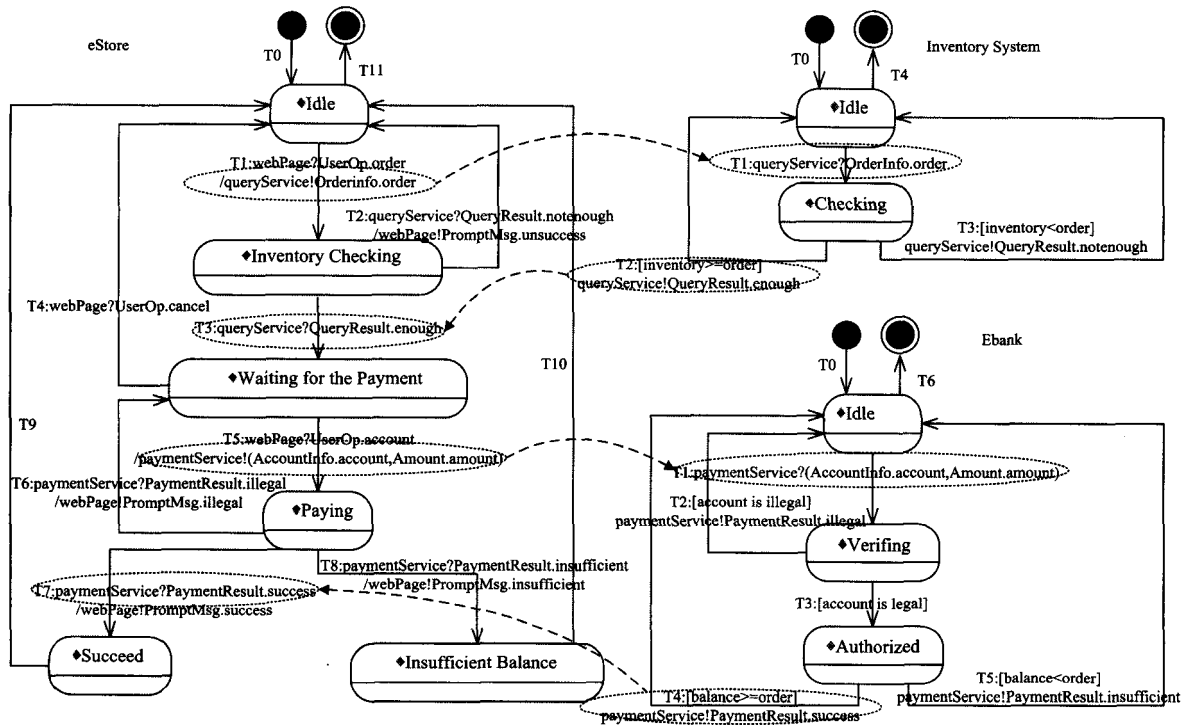 eStore
T0
T11
◆Idle
T1:webPage?UserOp.order
/queryService!Orderinfo.order
T2:queryService?QueryResult.notenough
/webPage!PromptMsg.unsuccess
◆Inventory Checking
T4:webPage?UserOp.cancel
T3:queryService?QueryResult.enough
◆Waiting for the Payment
T10
T9
T5:webPage?UserOp.account
/paymentService!(AccountInfo.account,Amount.amount)
T6:paymentService?PaymentResult.illegal
/webPage!PromptMsg.illegal
◆Paying
T8:paymentService?PaymentResult.insufficient
/webPage!PromptMsg.insufficient
T7:paymentService?PaymentResult.success
/webPage!PromptMsg.success
◆Succeed
◆Insufficient Balance
Inventory System
T0
T4
◆Idle
T1:queryService?OrderInfo.order
◆Checking
T3:[inventory<order]
queryService!QueryResult.notenough
T2:[inventory>=order]
queryService!QueryResult.enough
Ebank
T0
T6
◆Idle
T1:paymentService?(AccountInfo.account,Amount.amount)
T2:[account is illegal]
paymentService!PaymentResult.illegal
◆Verifing
T3:[account is legal]
◆Authorized
T5:[balance<order]
paymentService!PaymentResult.insufficient
T4:[balance>=order]
paymentService!PaymentResult.success